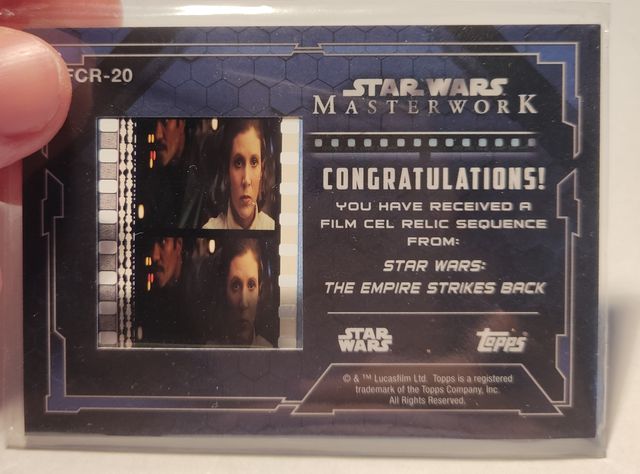 FCR-20
STAR WARS
MASTERWORK
CONGRATULATIONS!
YOU HAVE RECEIVED A
FILM CEL RELIC SEQUENCE
FROM:
STAR WARS:
THE EMPIRE STRIKES BACK
STAR WARS
Topps
© & ™ Lucasfilm Ltd. Topps is a registered
trademark of the Topps Company, Inc.
All Rights Reserved.